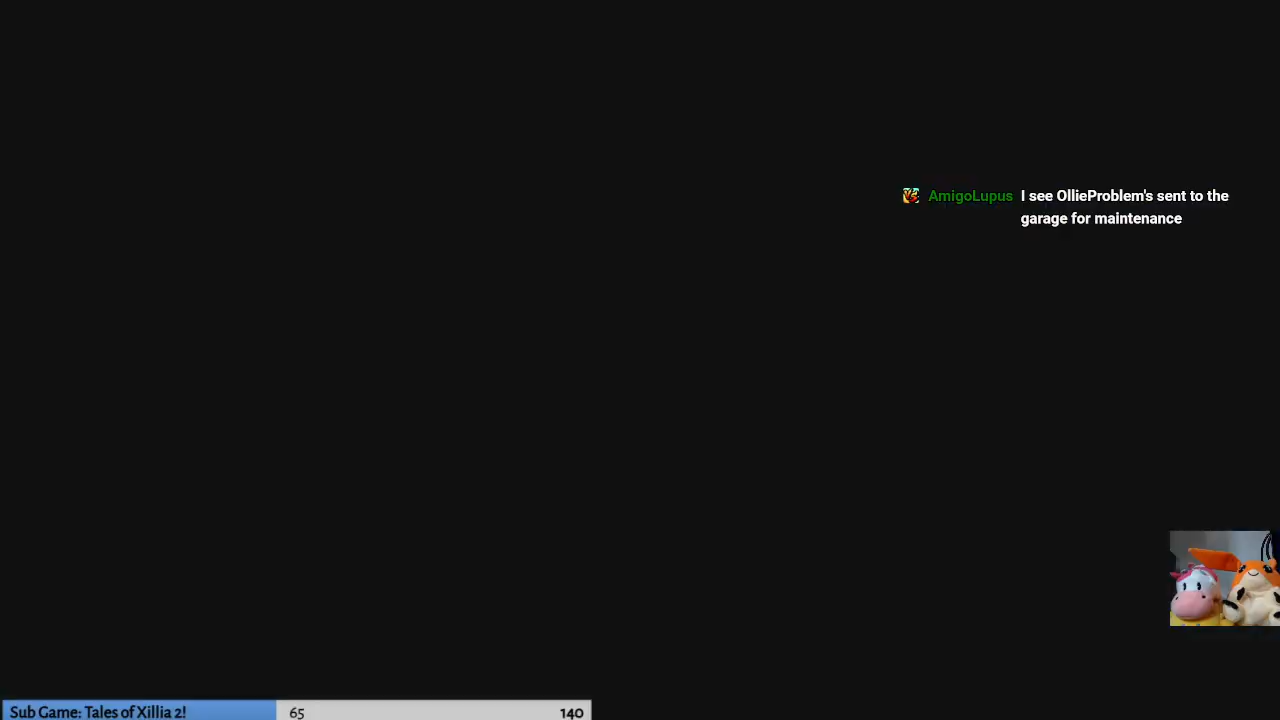 AmigoLupus I see OllieProblem's sent to the
garage for maintenance
Sub Game: Tales of Xillia 2! 65 140